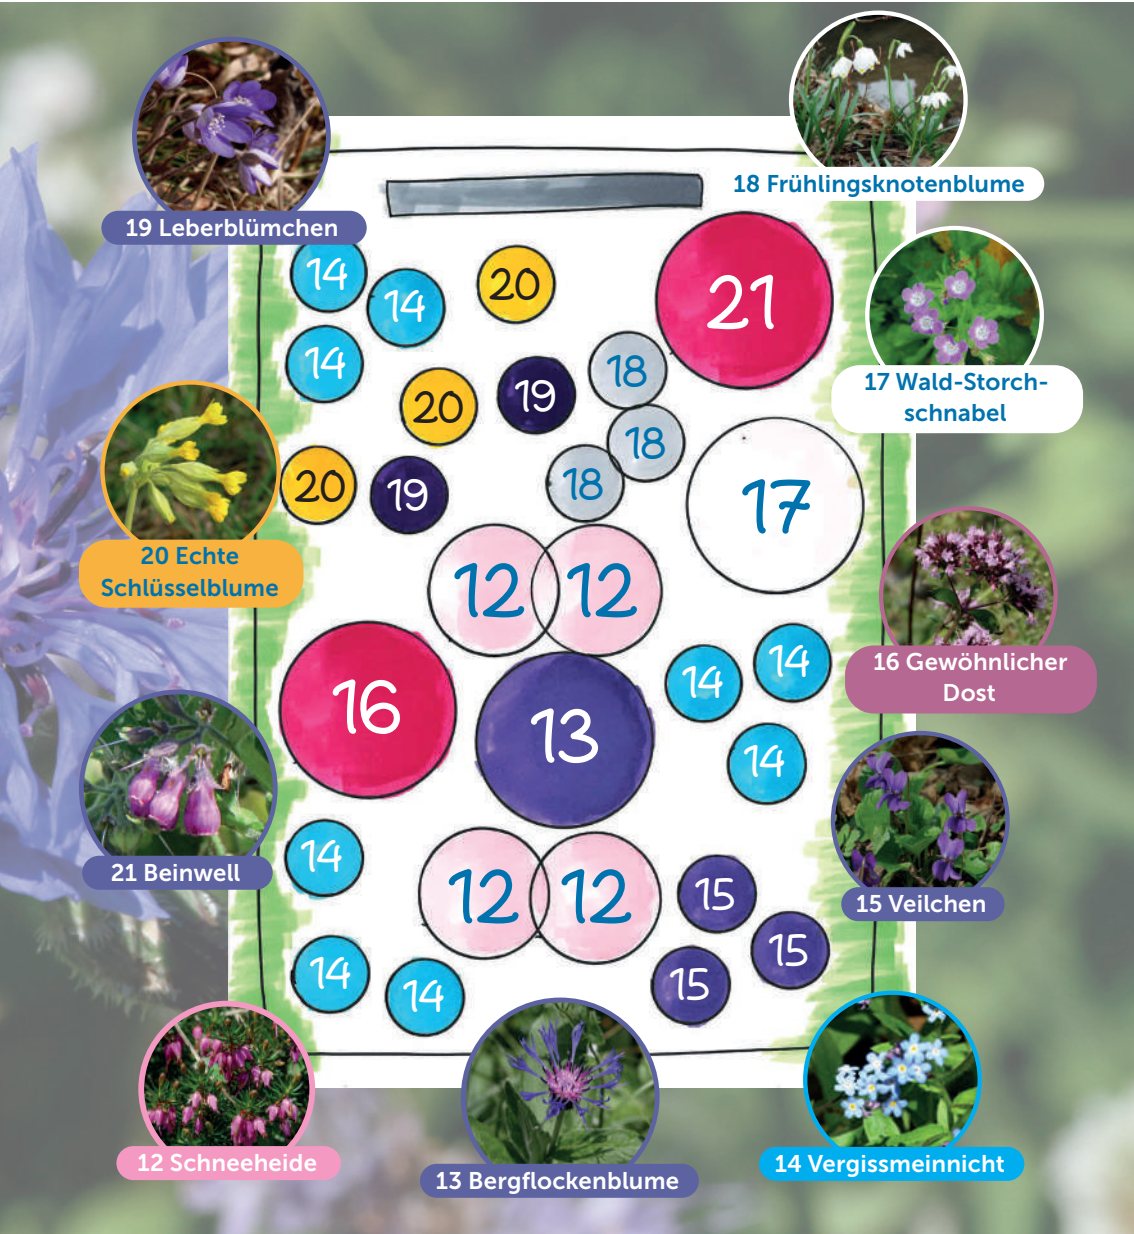 18 Frühlingsknotenblume
19 Leberblümchen
14
14
20
21
14
18
17 Wald-Storch-
schnabel
20
19
18
20
19
18
17
20 Echte
Schlüsselblume
12
12
16 Gewöhnlicher
Dost
14
14
16
13
14
21 Beinwell
14
12
12
15
15 Veilchen
15
14
14
15
12 Schneeheide
13 Bergflockenblume
14 Vergissmeinnicht